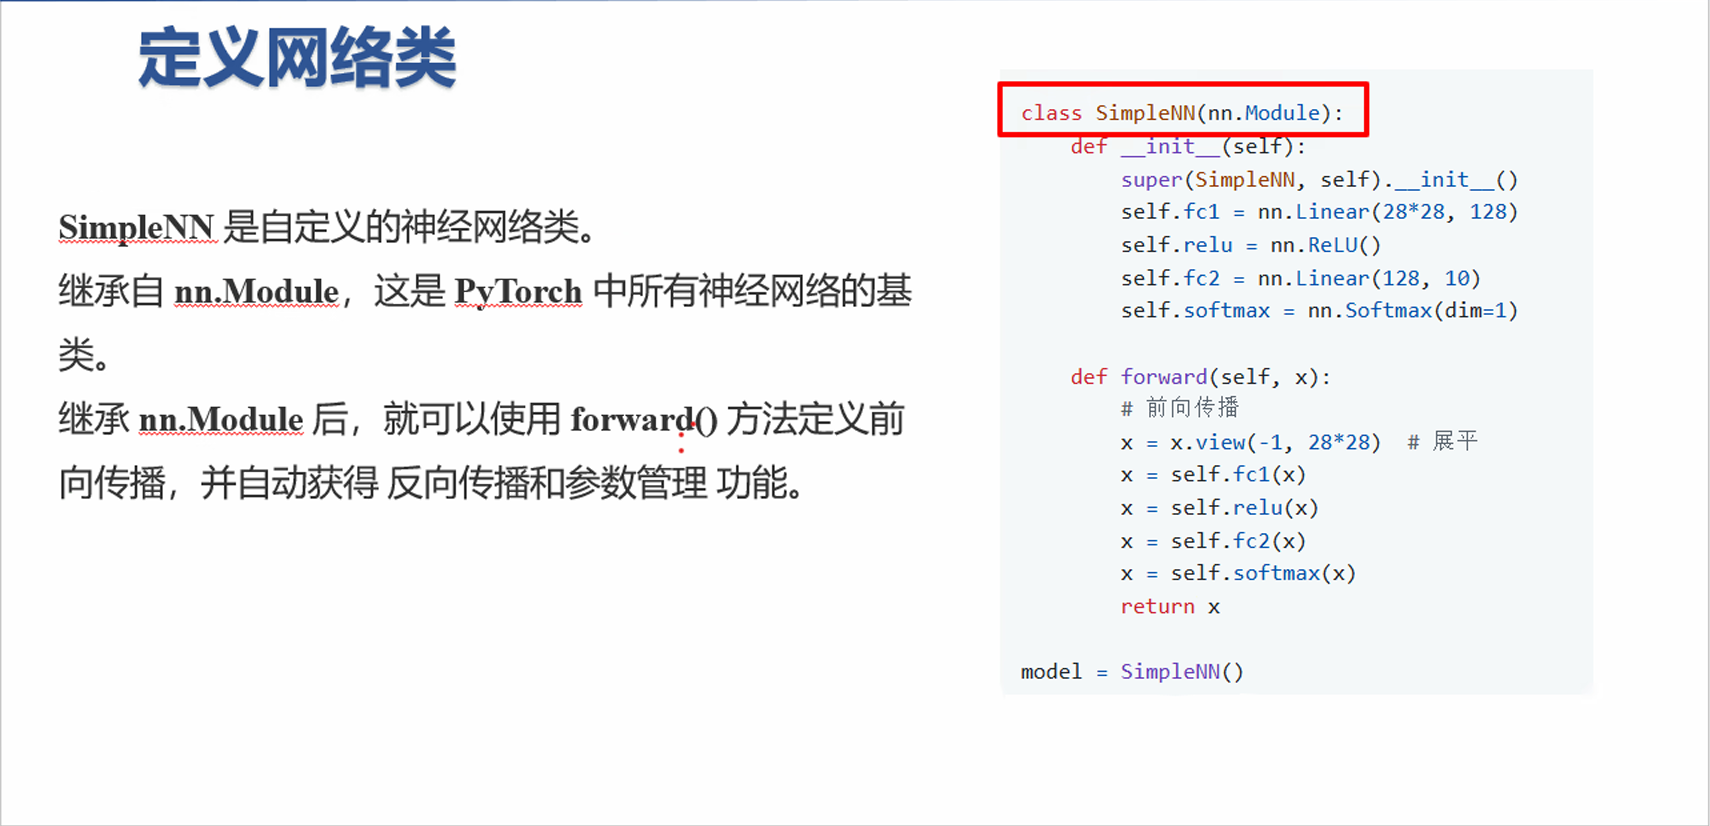 定义网络类
SimpleNN 是自定义的神经网络类。
继承自 nn.Module，这是 PyTorch 中所有神经网络的基
类。
继承 nn.Module 后，就可以使用 forward() 方法定义前
向传播，并自动获得 反向传播和参数管理 功能。
class SimpleNN(nn.Module):
    def __init__(self):
        super(SimpleNN, self).__init__()
        self.fc1 = nn.Linear(28*28, 128)
        self.relu = nn.ReLU()
        self.fc2 = nn.Linear(128, 10)
        self.softmax = nn.Softmax(dim=1)
    def forward(self, x):
        # 前向传播
        x = x.view(-1, 28*28)  # 展平
        x = self.fc1(x)
        x = self.relu(x)
        x = self.fc2(x)
        x = self.softmax(x)
        return x
model = SimpleNN()